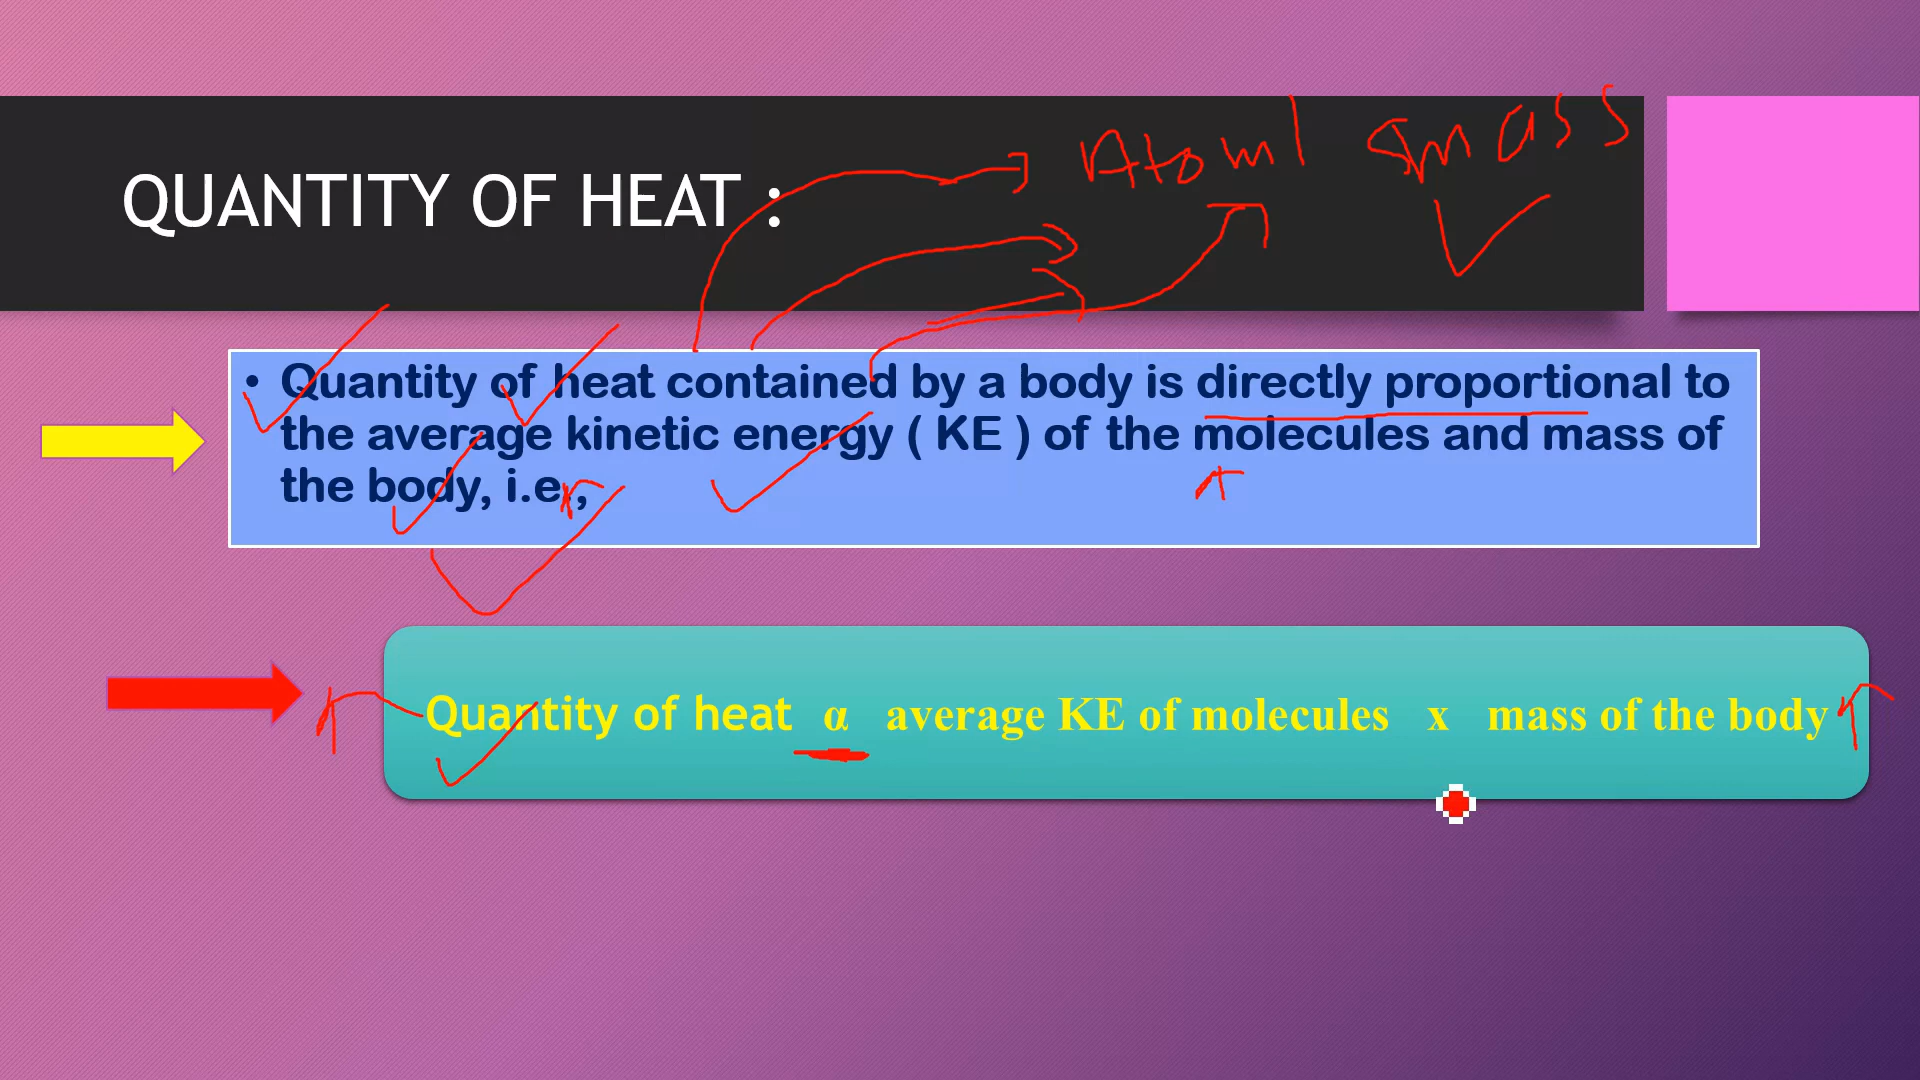 Atoml mass
QUANTITY OF HEAT :
• Quantity of heat contained by a body is directly proportional to
the average kinetic energy ( KE ) of the molecules and mass of
the body, i.e.,
Quantity of heat α average KE of molecules x mass of the body